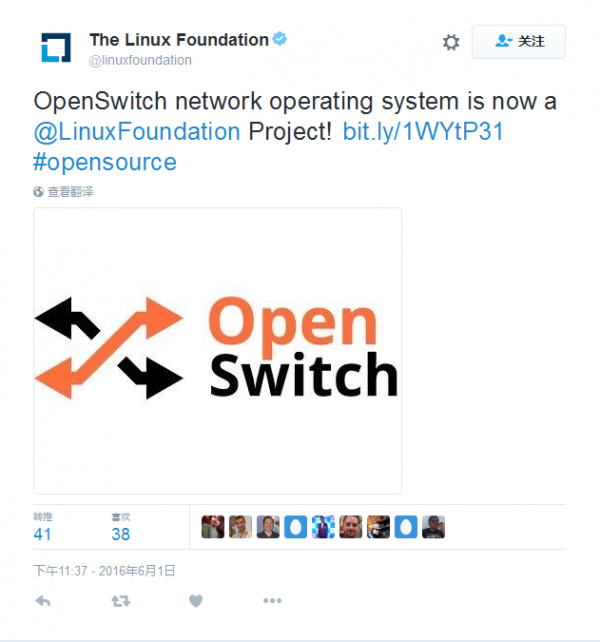 The Linux Foundation
关注
@linuxfoundation
OpenSwitch network operating system is now a
@LinuxFoundation Project! bit.ly/1WYtP31
#opensource
查看翻译
Open
Switch
转推 喜欢
41 38
下午11:37 - 2016年6月1日